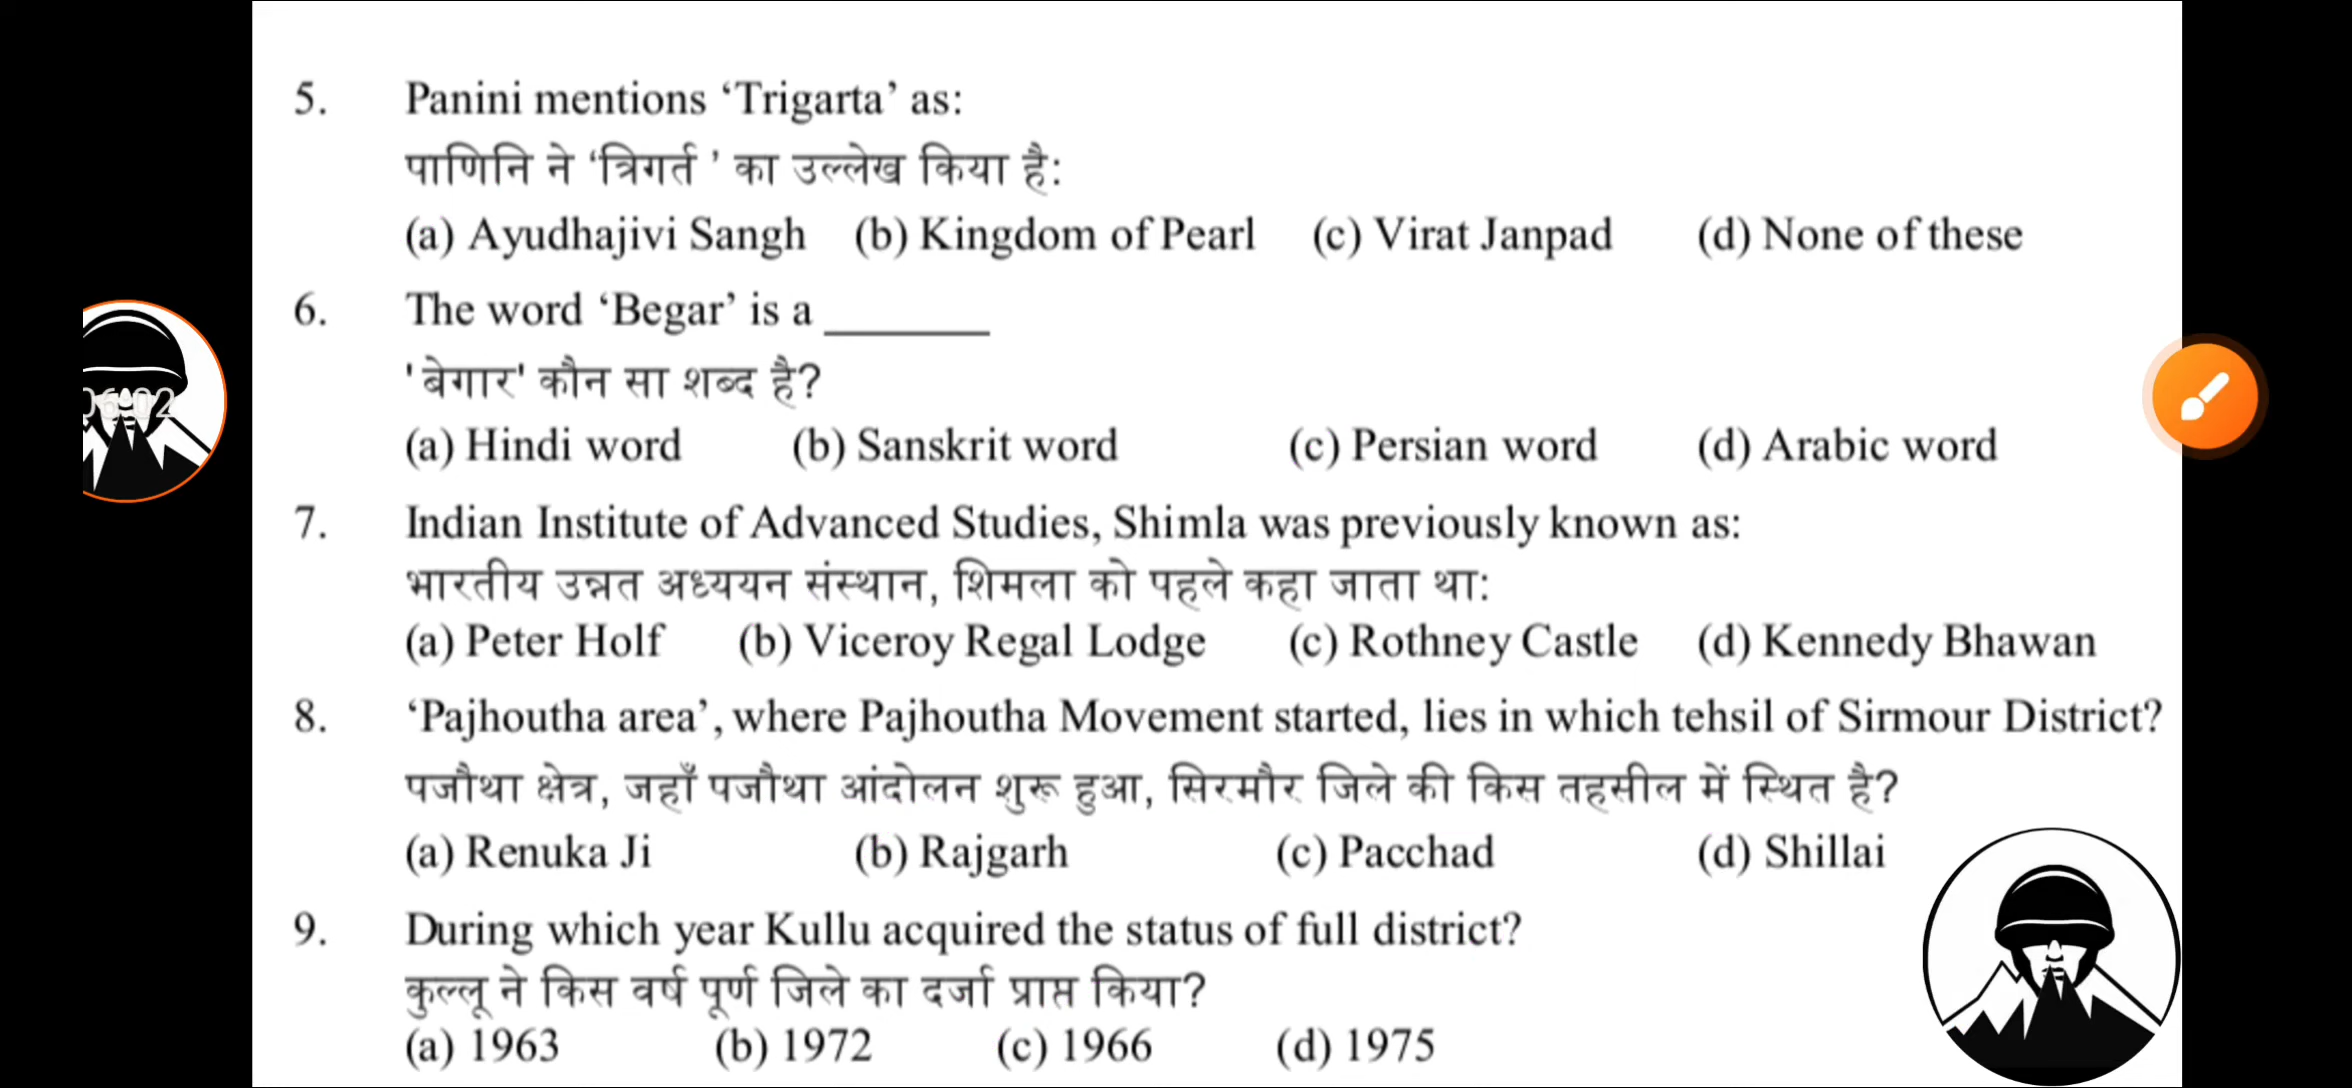 5. Panini mentions ‘Trigarta’ as:
पाणिनि ने ‘त्रिगर्त ’ का उल्लेख किया है:
(a) Ayudhajivi Sangh (b) Kingdom of Pearl (c) Virat Janpad (d) None of these
6. The word ‘Begar’ is a _______
'बेगार' कौन सा शब्द है?
(a) Hindi word (b) Sanskrit word (c) Persian word (d) Arabic word
06:02
7. Indian Institute of Advanced Studies, Shimla was previously known as:
भारतीय उन्नत अध्ययन संस्थान, शिमला को पहले कहा जाता था:
(a) Peter Holf (b) Viceroy Regal Lodge (c) Rothney Castle (d) Kennedy Bhawan
8. ‘Pajhoutha area’, where Pajhoutha Movement started, lies in which tehsil of Sirmour District?
पजौथा क्षेत्र, जहाँ पजौथा आंदोलन शुरू हुआ, सिरमौर जिले की किस तहसील में स्थित है?
(a) Renuka Ji (b) Rajgarh (c) Pacchad (d) Shillai
9. During which year Kullu acquired the status of full district?
कुल्लू ने किस वर्ष पूर्ण जिले का दर्जा प्राप्त किया?
(a) 1963 (b) 1972 (c) 1966 (d) 1975